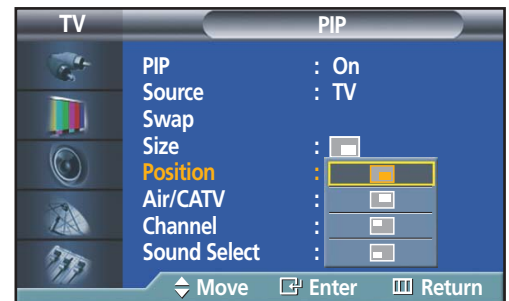 TV PIP
PIP : On
Source : TV
Swap
Size :
Position :
Air/CATV :
Channel :
Sound Select :
Move Enter Return